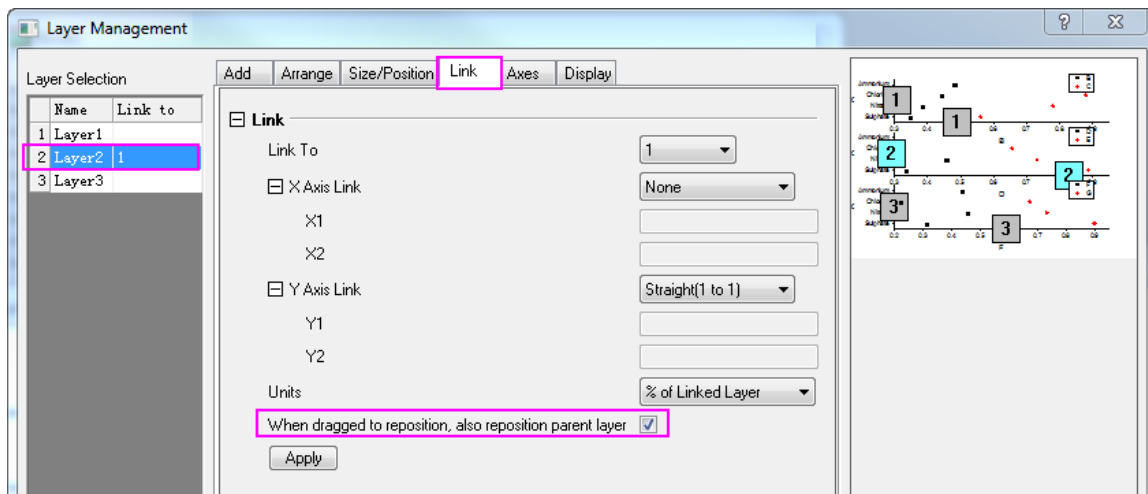 Layer Management
Layer Selection
Name Link to
1 Layer1
2 Layer2 1
3 Layer3
Add Arrange Size/Position Link Axes Display
Link
Link To 1
X Axis Link None
X1
X2
Y Axis Link Straight(1 to 1)
Y1
Y2
Units % of Linked Layer
When dragged to reposition, also reposition parent layer
Apply
1
1
2
2
3
3